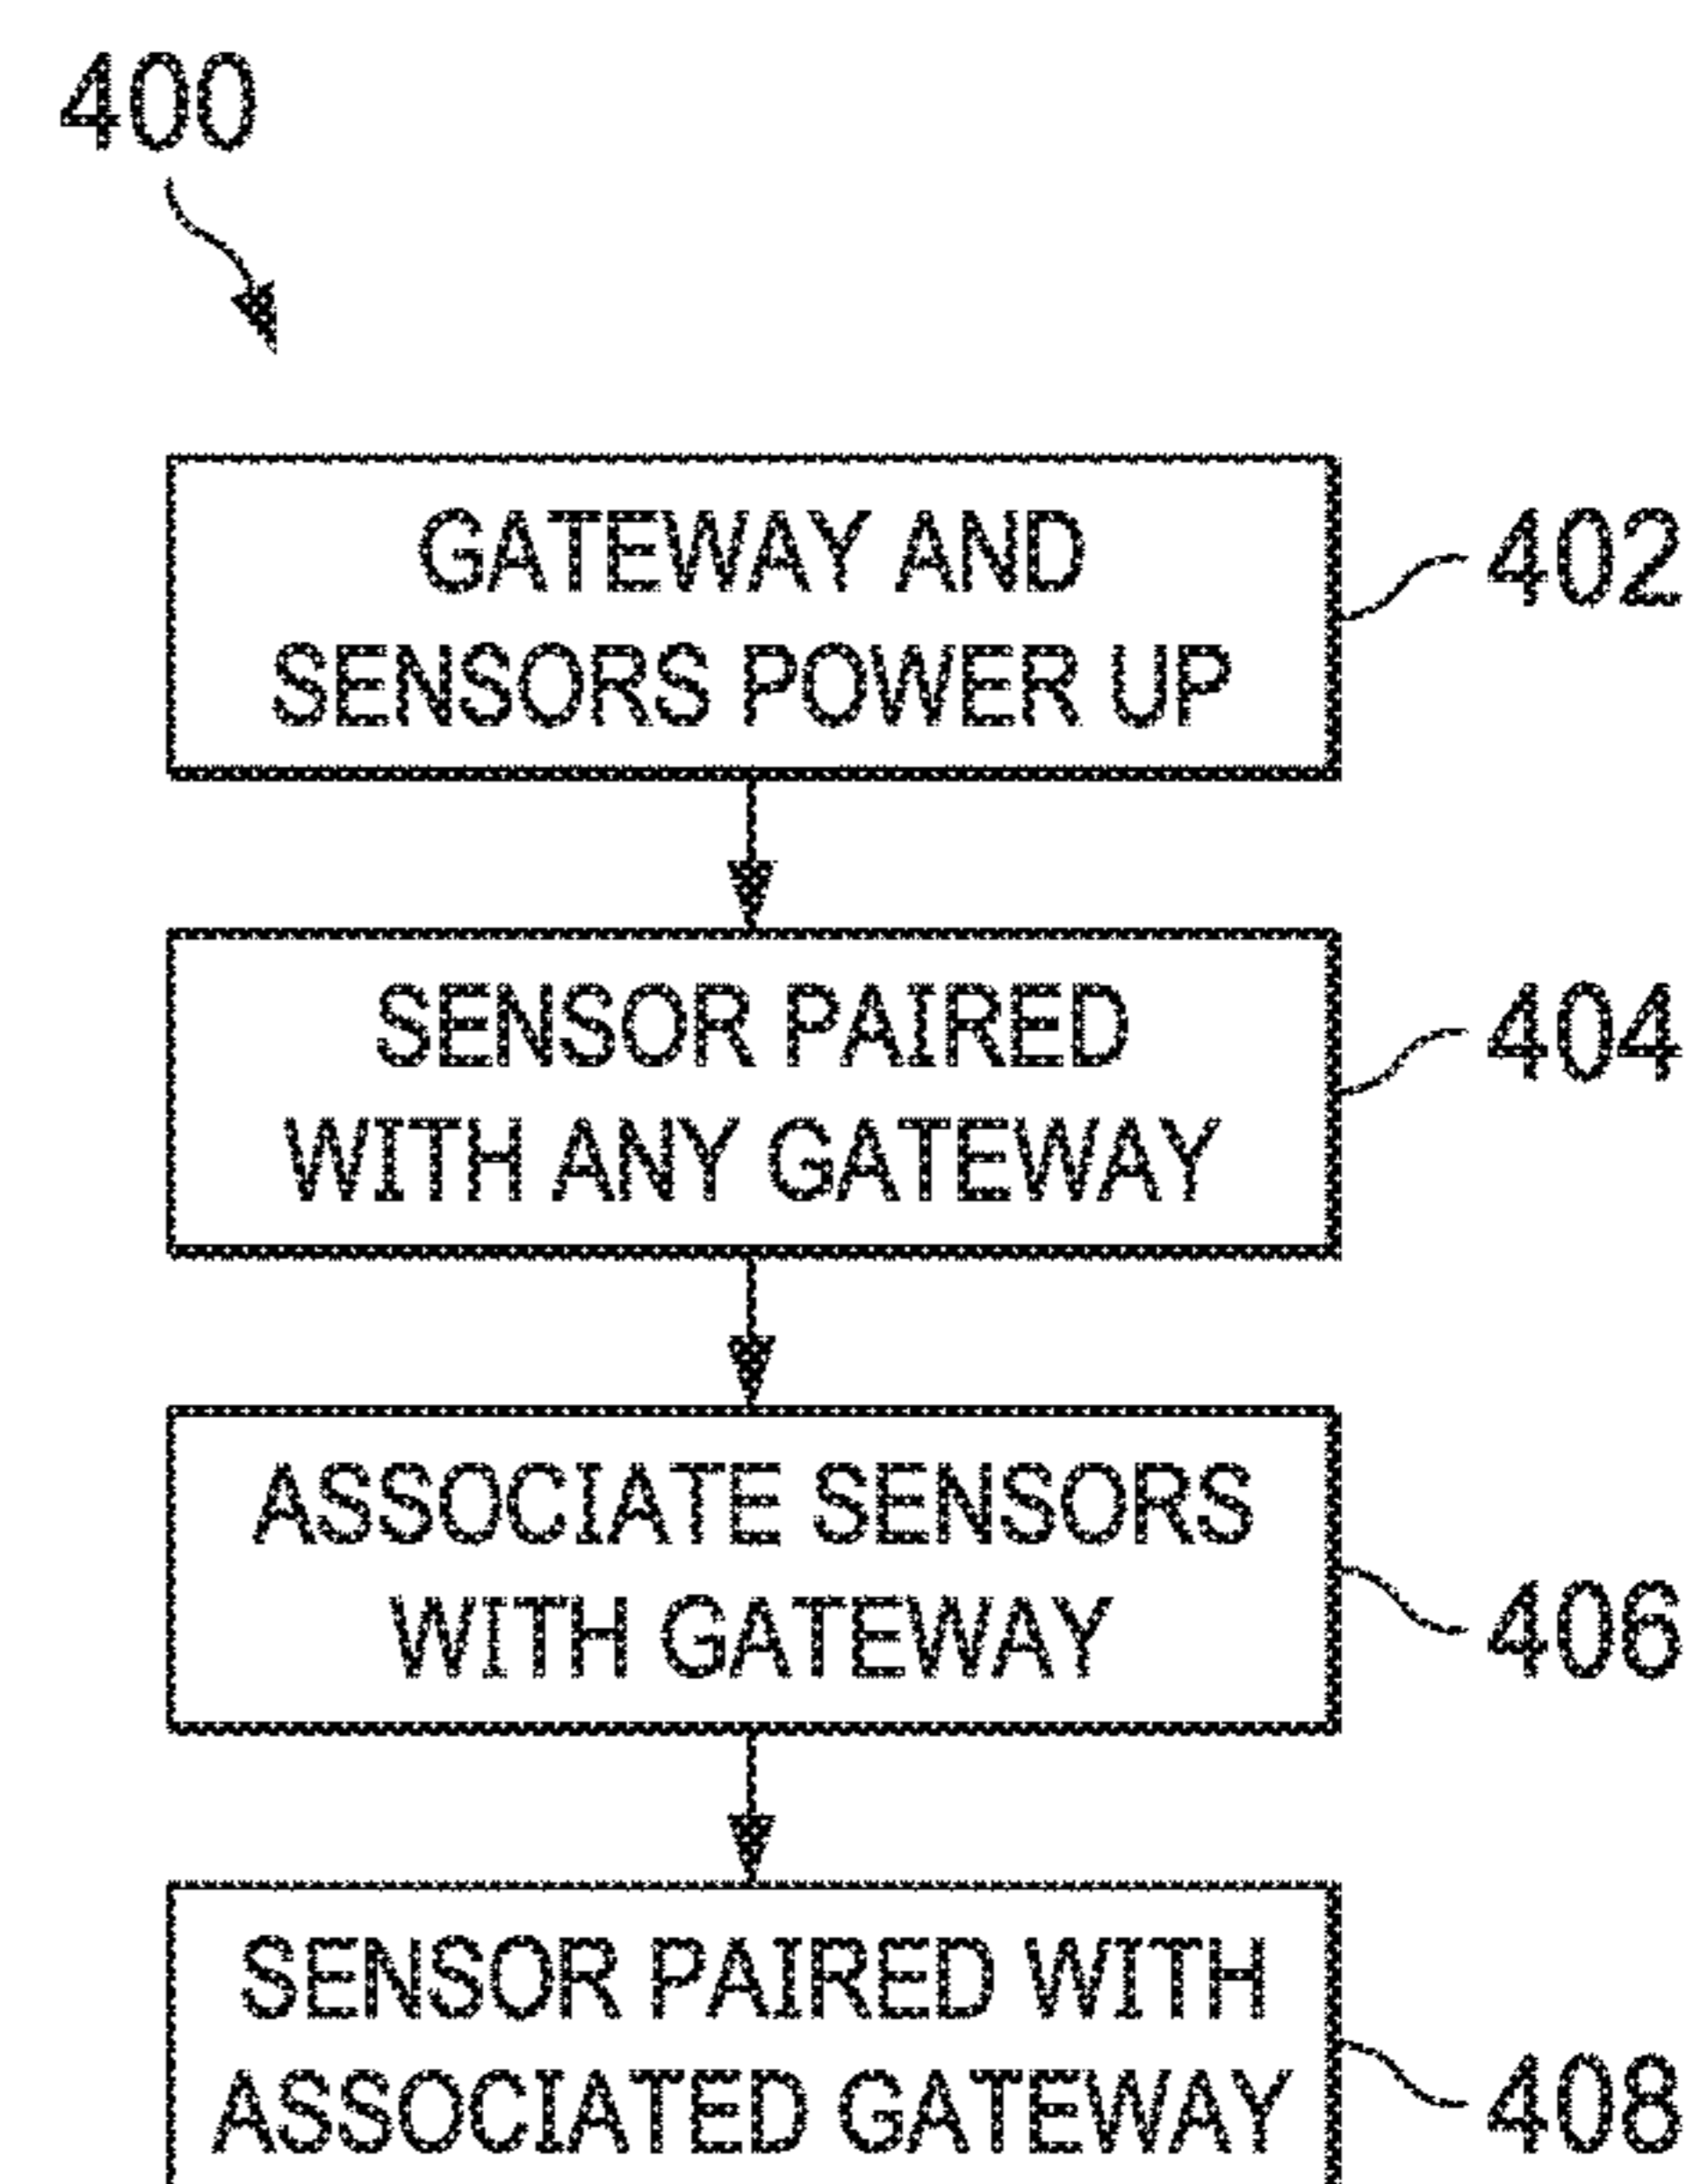 400
GATEWAY AND
SENSORS POWER UP
402
SENSOR PAIRED
WITH ANY GATEWAY
404
ASSOCIATE SENSORS
WITH GATEWAY
406
SENSOR PAIRED WITH
ASSOCIATED GATEWAY
408